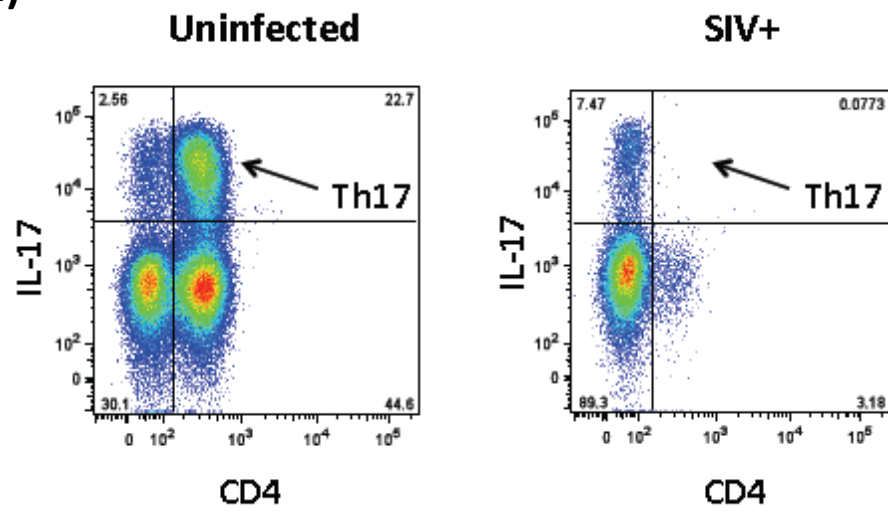 Uninfected
SIV+
2.56 22.7
7.47 0.0773
10^5
10^5
10^4
10^4
Th17
Th17
IL-17
IL-17
10^3
10^3
10^2
10^2
0
0
30.1 44.6
89.3 3.18
0 10^2 10^3 10^4 10^5
0 10^2 10^3 10^4 10^5
CD4
CD4